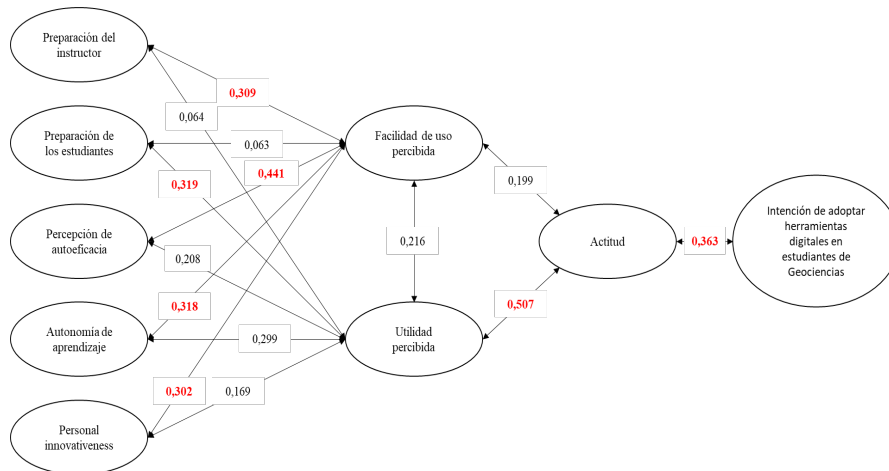 Preparación del
instructor
0,309
0,064
Preparación de
los estudiantes
0,063
Facilidad de uso
percibida
0,319
0,441
0,199
Intención de adoptar
herramientas
digitales en
estudiantes de
Geociencias
Percepción de
autoeficacia
0,208
0,216
Actitud
0,363
0,318
0,507
Autonomía de
aprendizaje
0,299
Utilidad
percibida
0,302
0,169
Personal
innovativeness